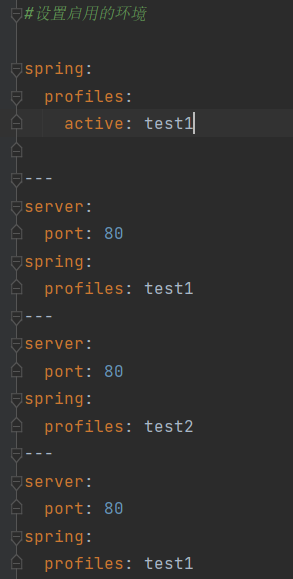 #设置启用的环境
spring:
  profiles:
    active: test1
---
server:
  port: 80
spring:
  profiles: test1
---
server:
  port: 80
spring:
  profiles: test2
---
server:
  port: 80
spring:
  profiles: test1